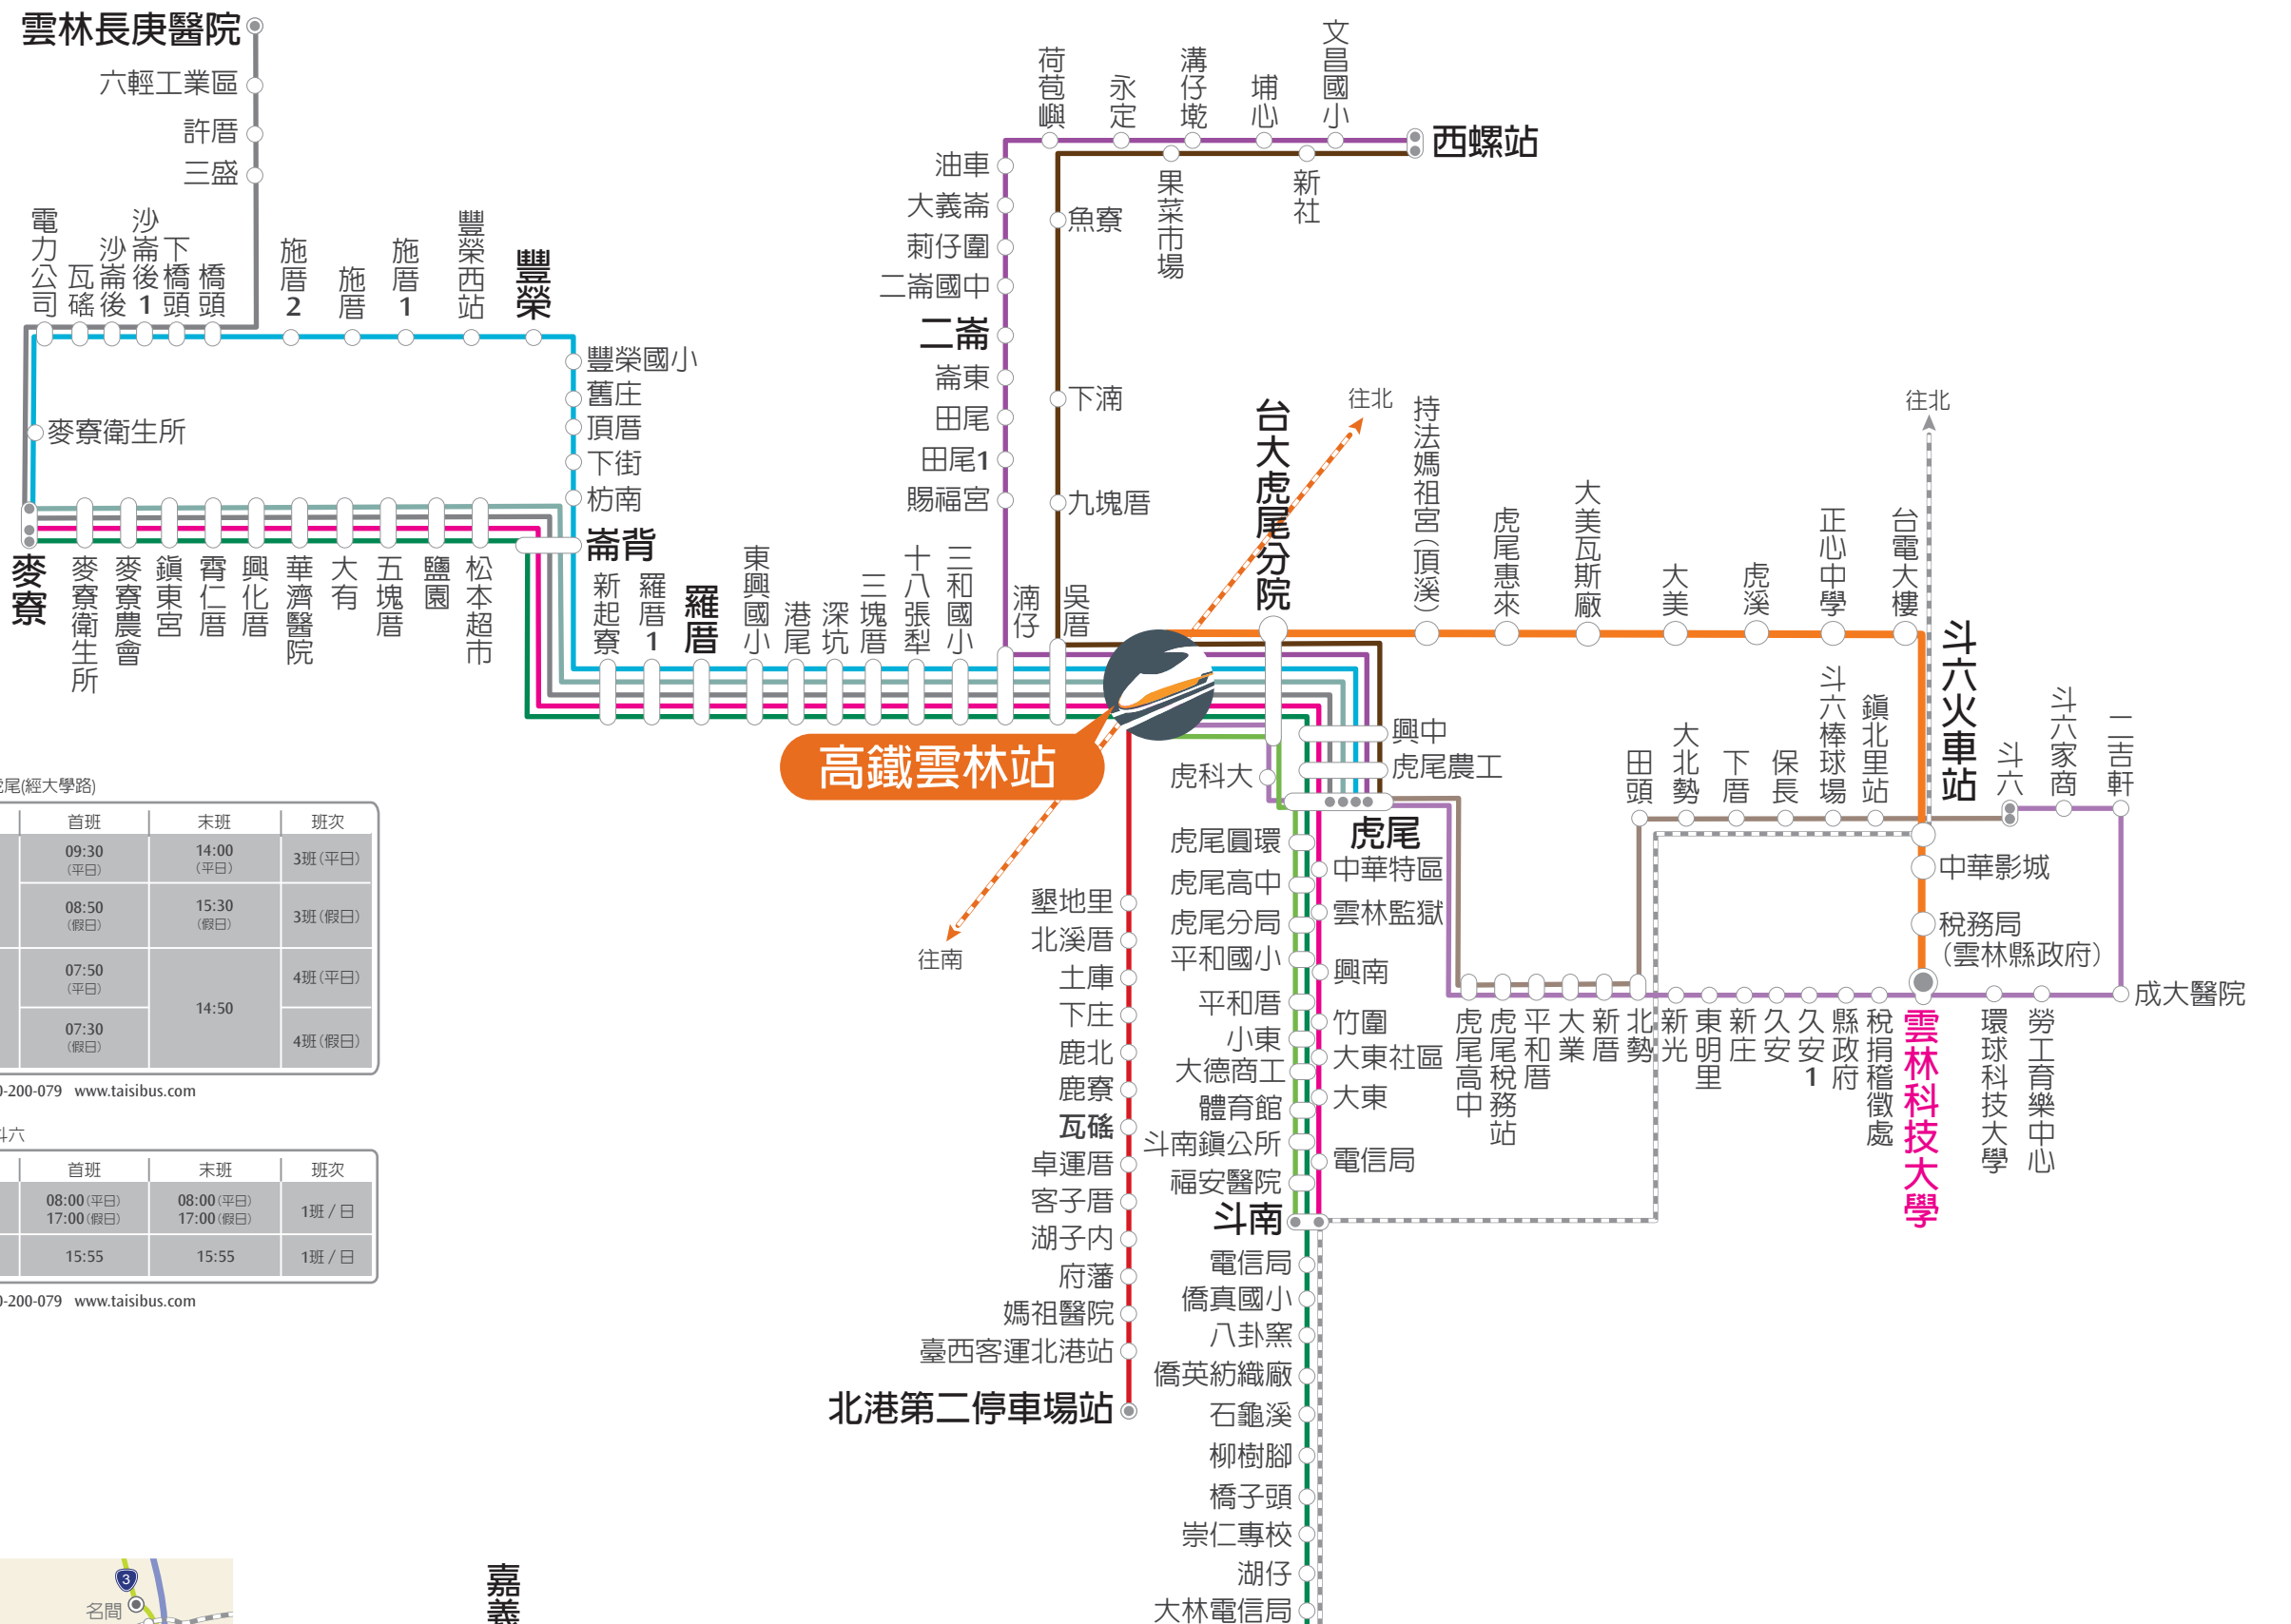 雲林長庚醫院
六輕工業區
許厝
三盛
電力公司
瓦磘
沙崙後
沙崙後1
下橋頭
橋頭
施厝2
施厝
施厝1
豐榮西站
豐榮
豐榮國小
舊庄
頂厝
下街
枋南
崙背
麥寮衛生所
麥寮
麥寮衛生所
麥寮農會
鎮東宮
霄仁厝
興化厝
華濟醫院
大有
五塊厝
鹽園
松本超市
新起寮
羅厝1
羅厝
東興國小
港尾
深坑
三塊厝
十八張犁
三和國小
湳仔
吳厝
荷苞嶼
永定
溝仔墘
埔心
文昌國小
西螺站
油車
大義崙
莿仔圍
二崙國中
二崙
崙東
田尾
田尾1
賜福宮
果菜市場
新社
魚寮
下湳
九塊厝
往北
台大虎尾分院
持法媽祖宮(頂溪)
虎尾惠來
大美瓦斯廠
大美
虎溪
正心中學
台電大樓
往北
斗六火車站
高鐵雲林站
往南
興中
虎尾農工
虎科大
虎尾
田頭
大北勢
下厝
保長
斗六棒球場
鎮北里站
斗六
斗六家商
二吉軒
中華影城
稅務局
(雲林縣政府)
成大醫院
虎尾高中
虎尾稅務站
平和厝
大業
新厝
北勢
新光
東明里
新庄
久安
久安1
縣政府
稅捐稽徵處
雲林科技大學
環球科技大學
勞工育樂中心
虎尾圓環
虎尾高中
虎尾分局
平和國小
平和厝
小東
大德商工
體育館
斗南鎮公所
福安醫院
斗南
中華特區
雲林監獄
興南
竹圍
大東社區
大東
電信局
電信局
僑真國小
八卦窯
僑英紡織廠
石龜溪
柳樹腳
橋子頭
崇仁專校
湖仔
大林電信局
墾地里
北溪厝
土庫
下庄
鹿北
鹿寮
瓦磘
卓運厝
客子厝
湖子內
府藩
媽祖醫院
臺西客運北港站
北港第二停車場站
虎尾(經大學路)
首班 末班 班次
09:30 (平日) 14:00 (平日) 3班(平日)
08:50 (假日) 15:30 (假日) 3班(假日)
07:50 (平日) 14:50 4班(平日)
07:30 (假日) 4班(假日)
0-200-079 www.taisibus.com
斗六
首班 末班 班次
08:00(平日) 08:00(平日) 1班 / 日
17:00(假日) 17:00(假日)
15:55 15:55 1班 / 日
0-200-079 www.taisibus.com
3
名間
嘉義